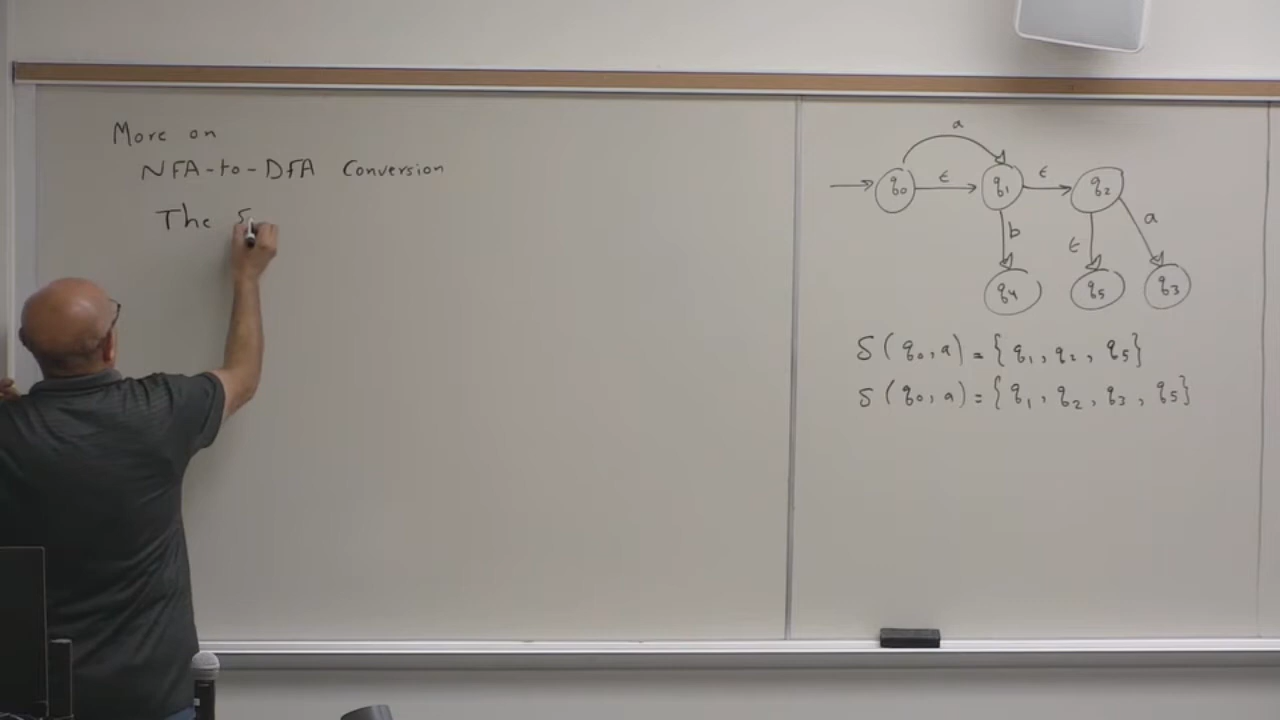 More on
NFA-to-DFA Conversion
The S
a
q0 ε q1 ε q2
b ε a
q4 q5 q3
δ(q0, a) = {q1, q2, q5}
δ(q0, a) = {q1, q2, q3, q5}